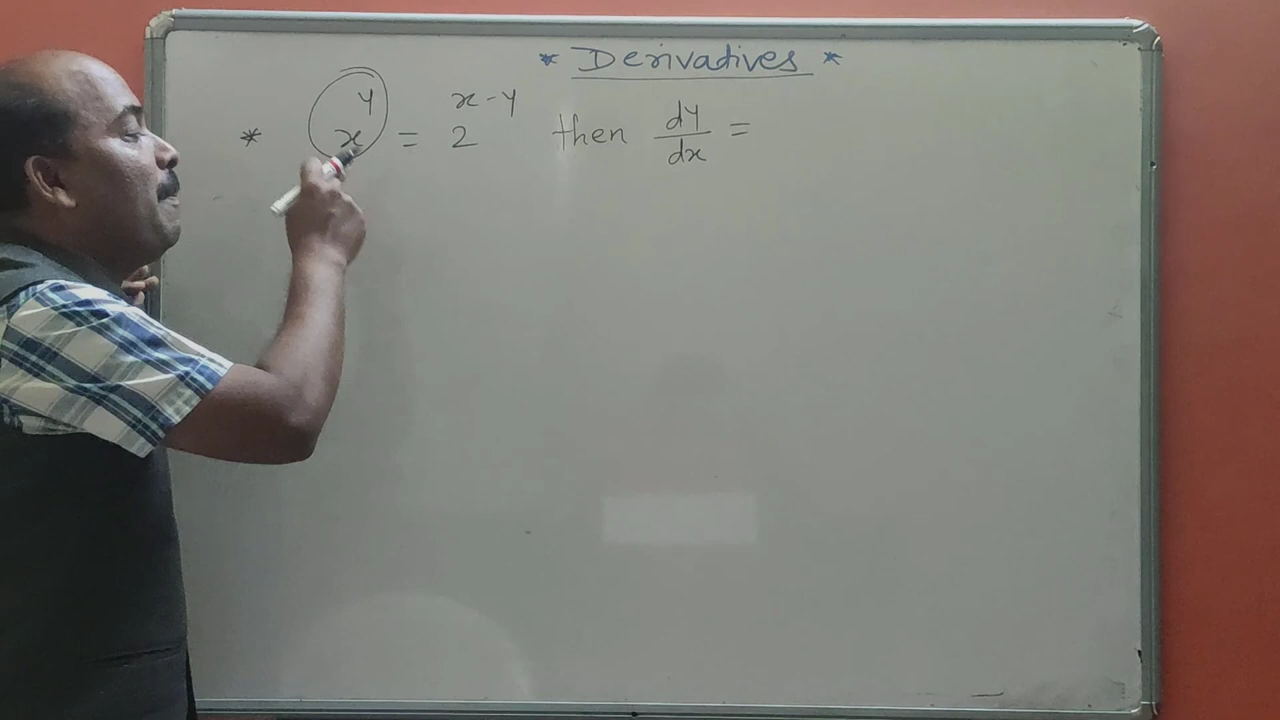 * Derivatives *
* x^y = 2^{x-y} then dy/dx =